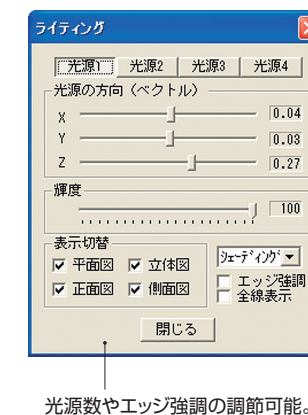 ライティング
光源1 光源2 光源3 光源4
光源の方向（ベクトル）
X 0.04
Y 0.03
Z 0.27
輝度
100
表示切替
平面図 立体図
正面図 側面図
シェーディング
エッジ強調
全線表示
閉じる
光源数やエッジ強調の調節可能。